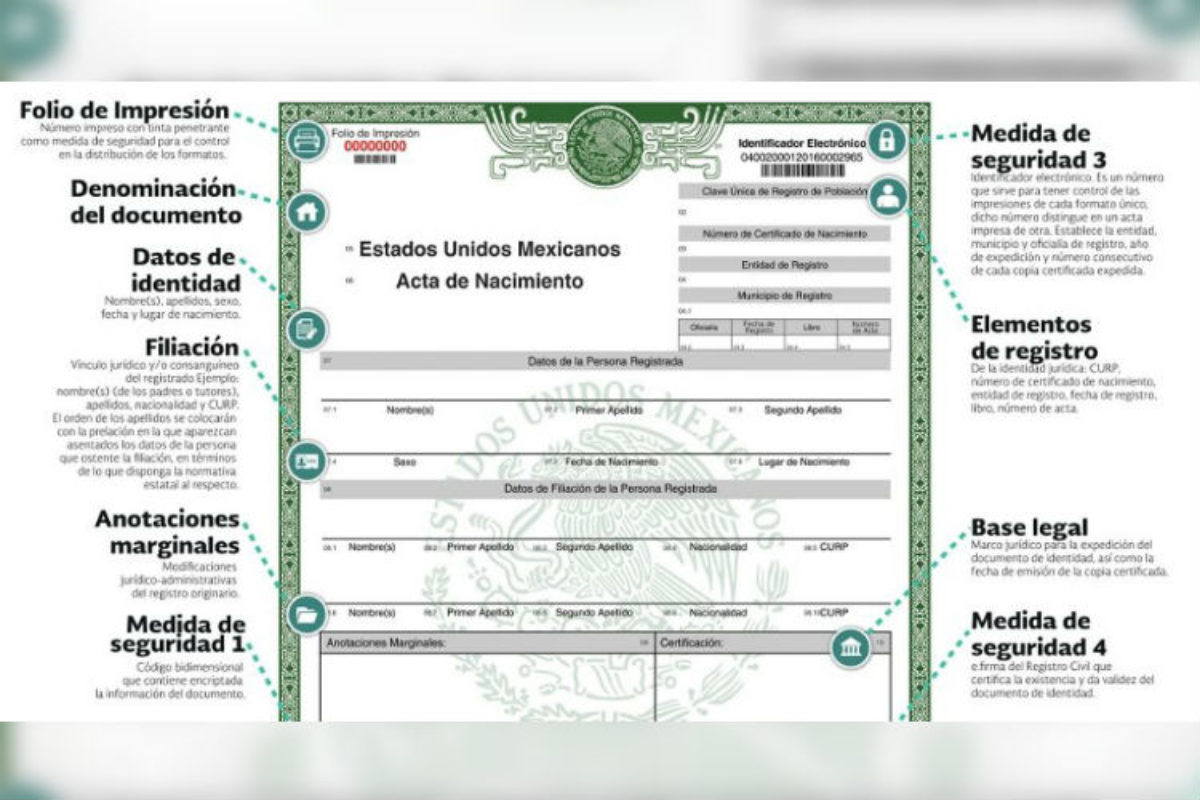 Folio de Impresión
Número impreso con tinta penetrante
como medida de seguridad para el control
en la distribución de los formatos.
Denominación
del documento
Datos de
identidad
Nombre(s), apellidos, sexo,
fecha y lugar de nacimiento.
Filiación
Vínculo jurídico y/o consanguíneo
del registrado Ejemplo:
nombre(s) (de los padres o tutores),
apellidos, nacionalidad y CURP.
El orden de los apellidos se colocarán
con la prelación en la que aparezcan
asentados los datos de la persona
que ostente la filiación, en términos
de lo que disponga la normativa
estatal al respecto.
Anotaciones
marginales
Modificaciones
jurídico-administrativas
del registro originario.
Medida de
seguridad 1
Código bidimensional
que contiene encriptada
la información del documento.
Folio de Impresión
00000000
Identificador Electrónico
04002000120160002965
Clave Única de Registro de Población
Número de Certificado de Nacimiento
Entidad de Registro
Municipio de Registro
Oficialía Fecha de Registro Libro Número de Acta
Estados Unidos Mexicanos
Acta de Nacimiento
Datos de la Persona Registrada
ESTADOS UNIDOS MEXICANOS
Nombre(s) Primer Apellido Segundo Apellido
Sexo Fecha de Nacimiento Lugar de Nacimiento
Datos de Filiación de la Persona Registrada
Nombre(s) Primer Apellido Segundo Apellido Nacionalidad CURP
Nombre(s) Primer Apellido Segundo Apellido Nacionalidad CURP
Anotaciones Marginales: Certificación:
Medida de
seguridad 3
Identificador electrónico. Es un número
que sirve para tener control de las
impresiones de cada formato único,
dicho número distingue en un acta
impresa de otra. Establece la entidad,
municipio y oficialía de registro, año
de expedición y número consecutivo
de cada copia certificada expedida.
Elementos
de registro
De la identidad jurídica: CURP,
número de certificado de nacimiento,
entidad de registro, fecha de registro,
libro, número de acta.
Base legal
Marco jurídico para la expedición del
documento de identidad, así como la
fecha de emisión de la copia certificada.
Medida de
seguridad 4
e.firma del Registro Civil que
certifica la existencia y da validez del
documento de identidad.